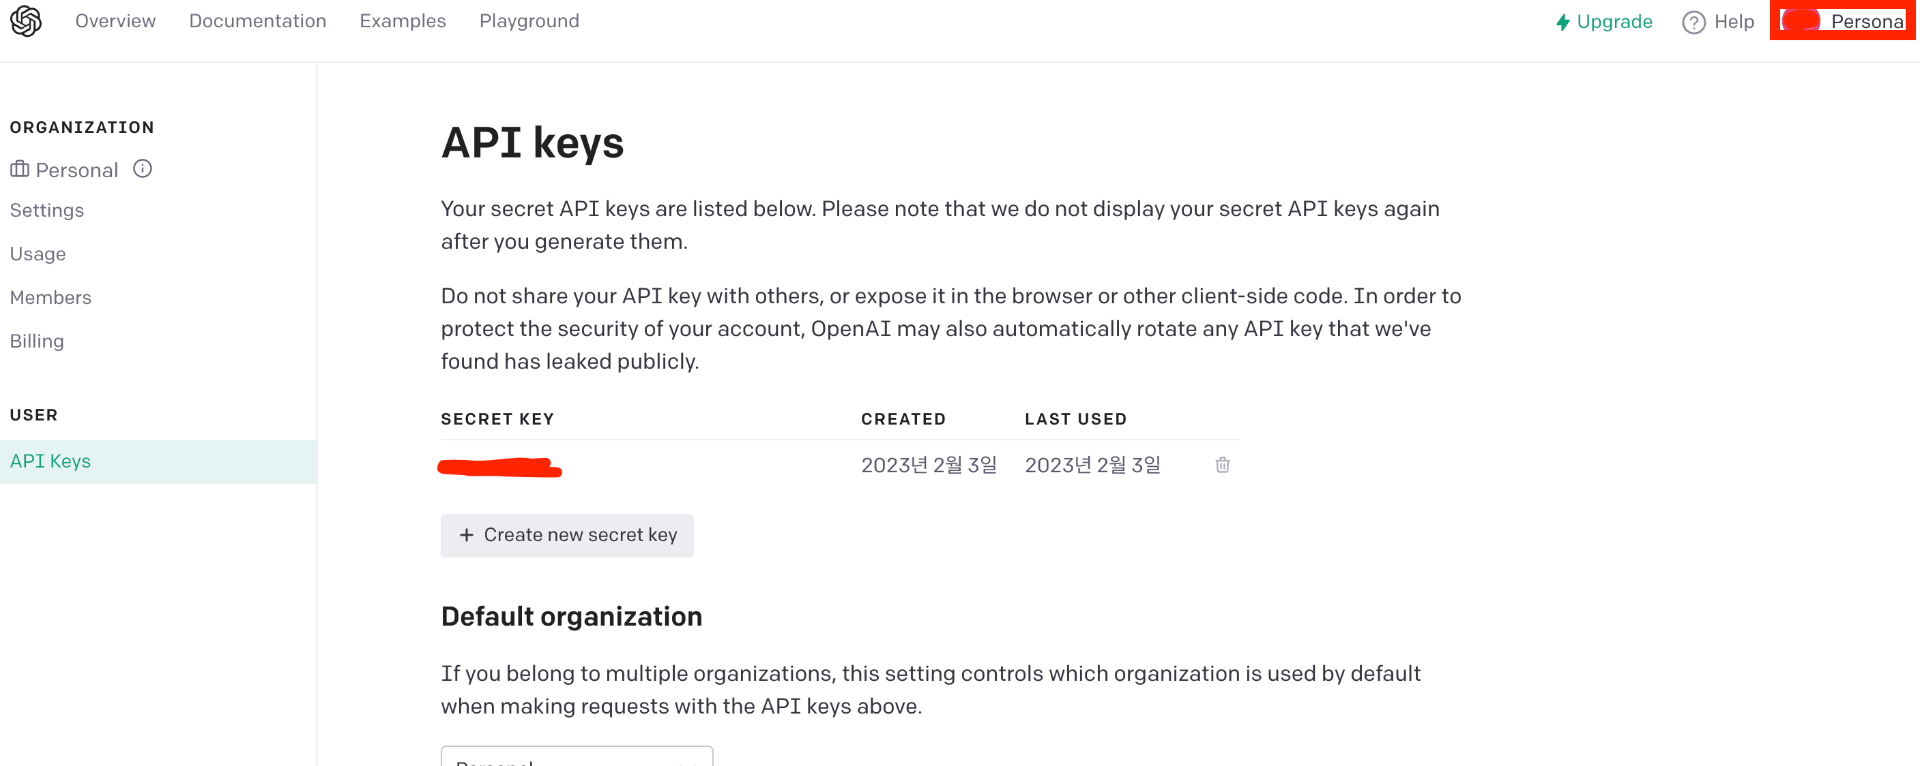 Overview Documentation Examples Playground
Upgrade Help Persona
ORGANIZATION
Personal
Settings
Usage
Members
Billing
USER
API Keys
API keys
Your secret API keys are listed below. Please note that we do not display your secret API keys again
after you generate them.
Do not share your API key with others, or expose it in the browser or other client-side code. In order to
protect the security of your account, OpenAI may also automatically rotate any API key that we've
found has leaked publicly.
SECRET KEY CREATED LAST USED
2023년 2월 3일 2023년 2월 3일
+ Create new secret key
Default organization
If you belong to multiple organizations, this setting controls which organization is used by default
when making requests with the API keys above.
Personal